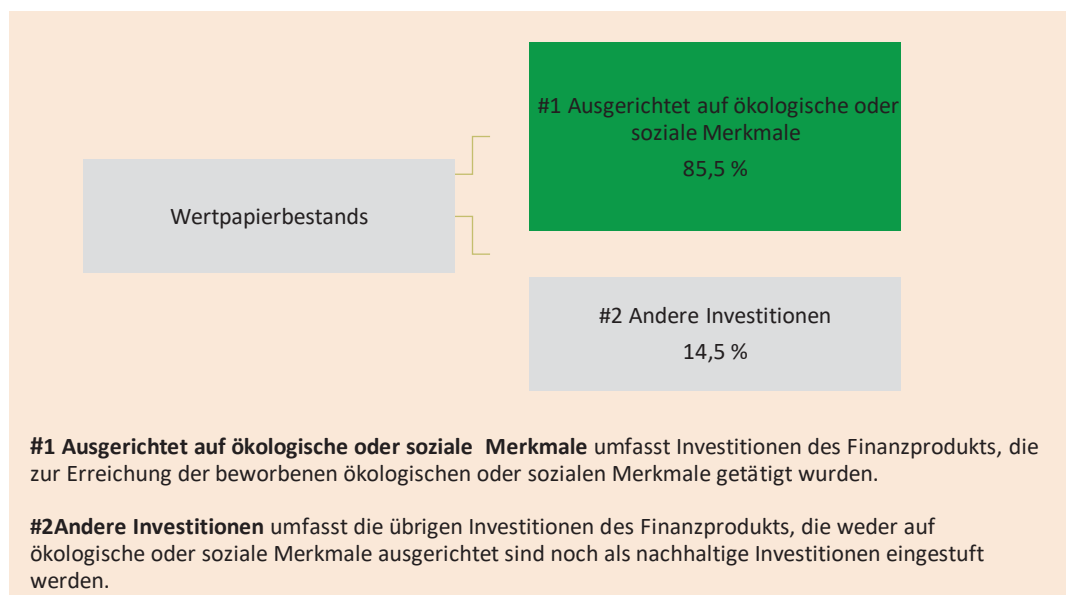 #1 Ausgerichtet auf ökologische oder
soziale Merkmale
85,5 %
Wertpapierbestands
#2 Andere Investitionen
14,5 %
#1 Ausgerichtet auf ökologische oder soziale Merkmale umfasst Investitionen des Finanzprodukts, die
zur Erreichung der beworbenen ökologischen oder sozialen Merkmale getätigt wurden.
#2Andere Investitionen umfasst die übrigen Investitionen des Finanzprodukts, die weder auf
ökologische oder soziale Merkmale ausgerichtet sind noch als nachhaltige Investitionen eingestuft
werden.